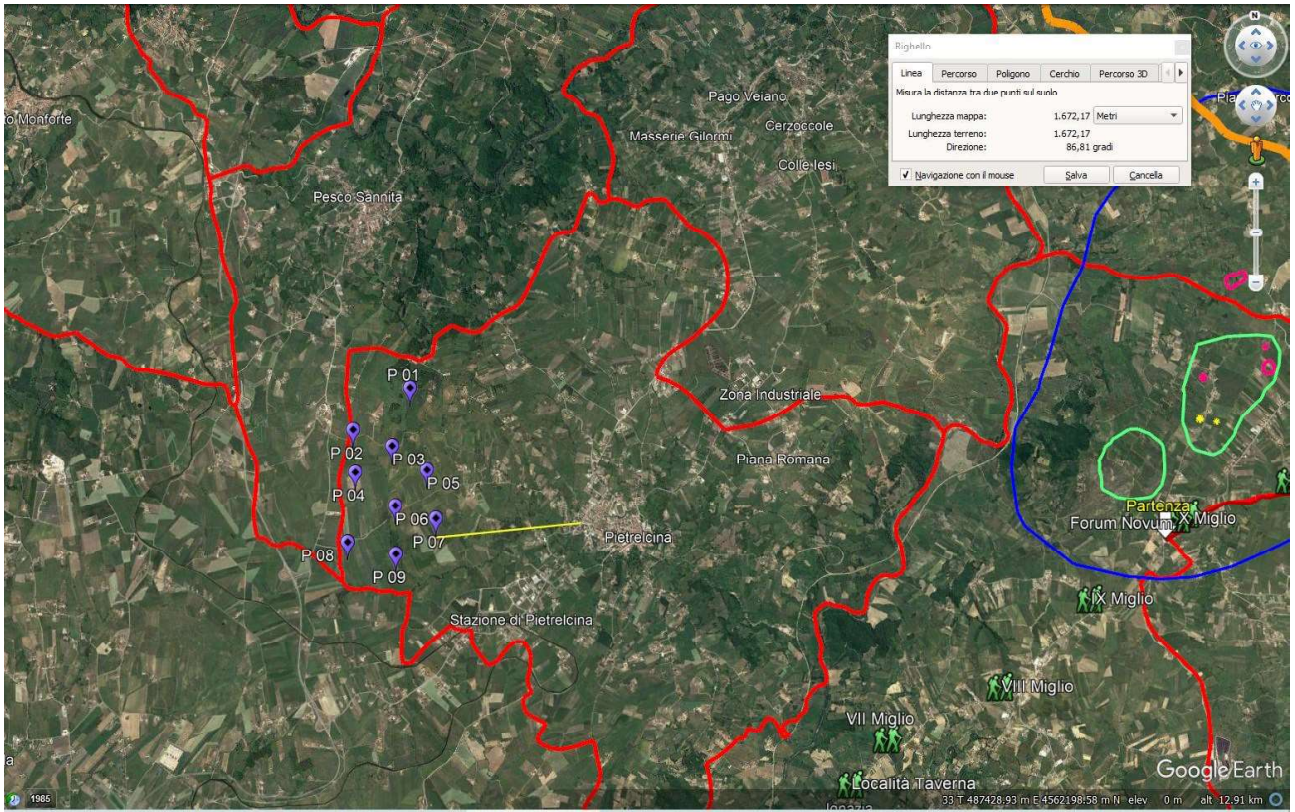 Righello
Linea Percorso Poligono Cerchio Percorso 3D
Misura la distanza tra due punti sul suolo
Lunghezza mappa: 1.672,17 Metri
Lunghezza terreno: 1.672,17
Direzione: 86,81 gradi
Navigazione con il mouse Salva Cancella
N
to Monforte
Pago Veiano
Masserie Gilormi
Cerzoccole
Colle Iesi
Pesco Sannita
P 01
Zona Industriale
P 02
P 03
P 04
P 05
Piana Romana
P 06
P 07
Pietrelcina
Partenza
Forum Novum
X Miglio
P 08
P 09
IX Miglio
Stazione di Pietrelcina
VIII Miglio
VII Miglio
la
Località Taverna
Google Earth
1985
33 T 487428.93 m E 4562198.58 m N elev 0 m alt 12.91 km